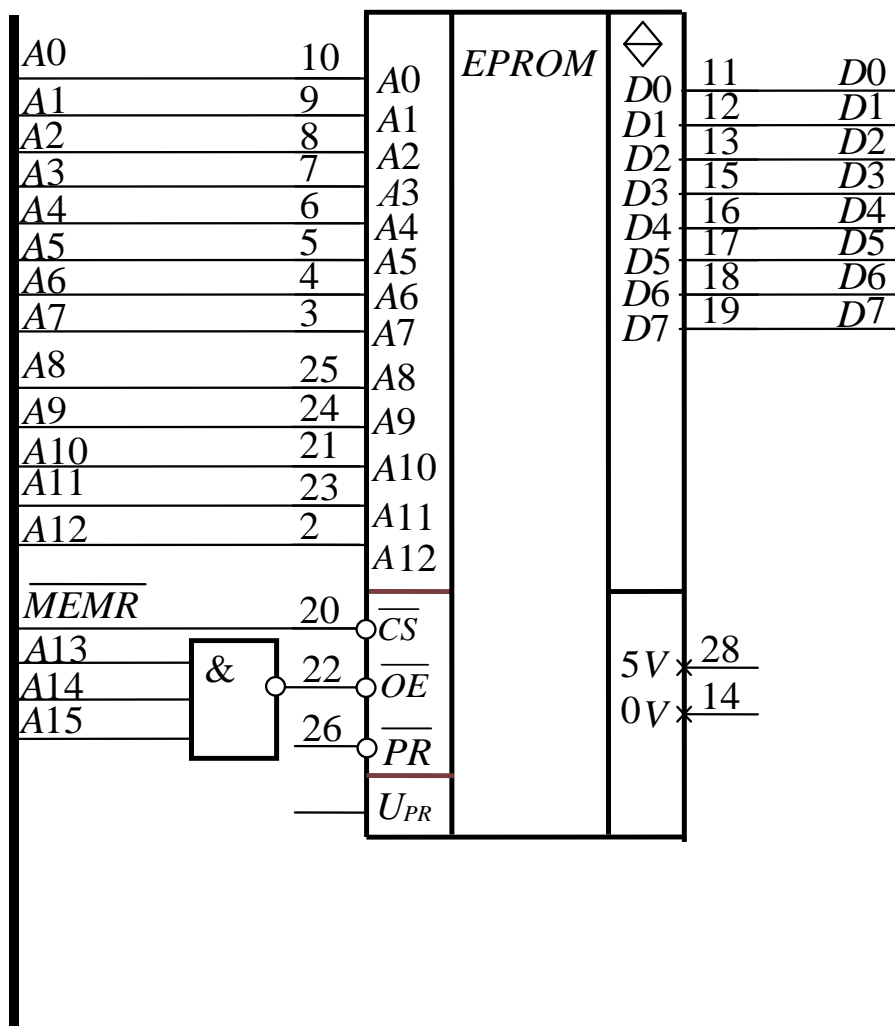 A0 10 A0 EPROM D0 11 D0
A1 9 A1 D1 12 D1
A2 8 A2 D2 13 D2
A3 7 A3 D3 15 D3
A4 6 A4 D4 16 D4
A5 5 A5 D5 17 D5
A6 4 A6 D6 18 D6
A7 3 A7 D7 19 D7
A8 25 A8
A9 24 A9
A10 21 A10
A11 23 A11
A12 2 A12
MEMR 20 CS
A13 & 22 OE 5V 28
A14
A15 26 PR 0V 14
UPR